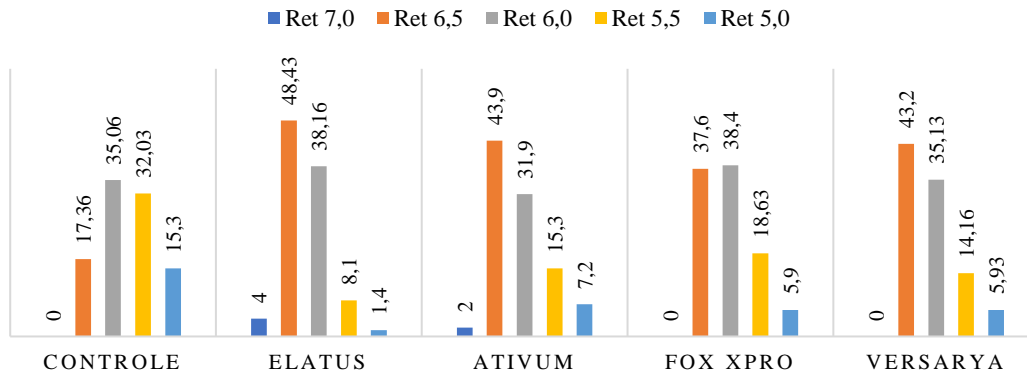 Ret 7,0 Ret 6,5 Ret 6,0 Ret 5,5 Ret 5,0
0 17,36 35,06 32,03 15,3
4 48,43 38,16 8,1 1,4
2 43,9 31,9 15,3 7,2
0 37,6 38,4 18,63 5,9
0 43,2 35,13 14,16 5,93
CONTROLE ELATUS ATIVUM FOX XPRO VERSARYA